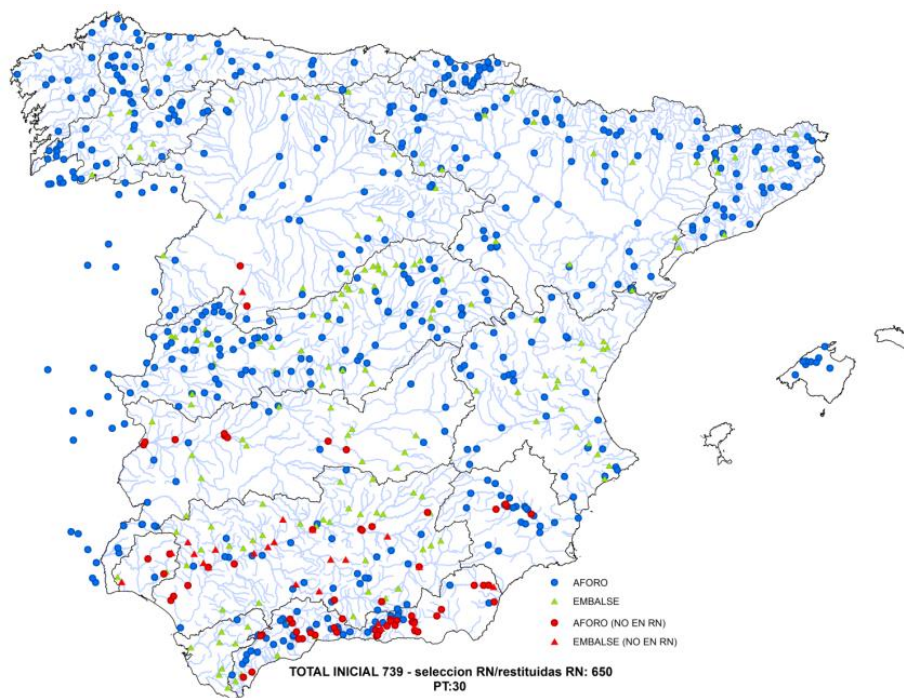 AFORO
EMBALSE
AFORO (NO EN RN)
EMBALSE (NO EN RN)
TOTAL INICIAL 739 - seleccion RN/restituidas RN: 650
PT:30